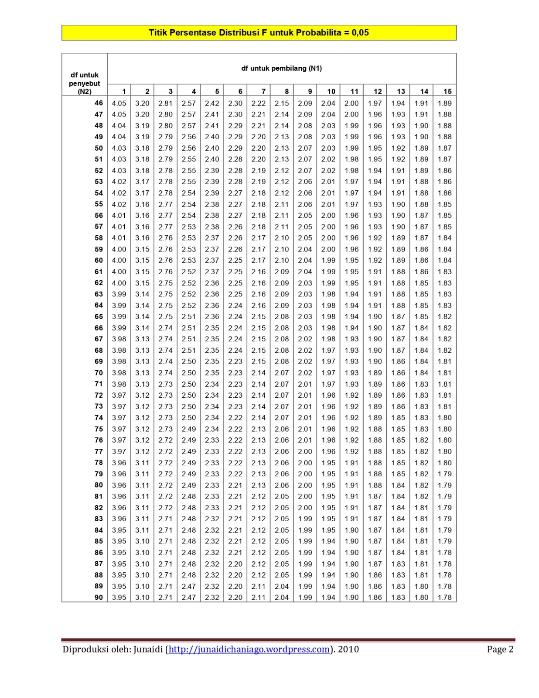 Titik Persentase Distribusi F untuk Probabilita = 0,05
df untuk penyebut (N2)
df untuk pembilang (N1)
1 2 3 4 5 6 7 8 9 10 11 12 13 14 15
46 4.05 3.20 2.81 2.57 2.42 2.30 2.22 2.15 2.09 2.04 2.00 1.97 1.94 1.91 1.89
47 4.05 3.20 2.80 2.57 2.41 2.30 2.21 2.14 2.09 2.04 2.00 1.96 1.93 1.91 1.88
48 4.04 3.19 2.80 2.57 2.41 2.29 2.21 2.14 2.08 2.03 1.99 1.96 1.93 1.90 1.88
49 4.04 3.19 2.79 2.56 2.40 2.29 2.20 2.13 2.08 2.03 1.99 1.96 1.93 1.90 1.88
50 4.03 3.18 2.79 2.56 2.40 2.29 2.20 2.13 2.07 2.03 1.99 1.95 1.92 1.89 1.87
51 4.03 3.18 2.79 2.55 2.40 2.28 2.20 2.13 2.07 2.02 1.98 1.95 1.92 1.89 1.87
52 4.03 3.18 2.78 2.55 2.39 2.28 2.19 2.12 2.07 2.02 1.98 1.94 1.91 1.89 1.86
53 4.02 3.17 2.78 2.55 2.39 2.28 2.19 2.12 2.06 2.01 1.97 1.94 1.91 1.88 1.86
54 4.02 3.17 2.78 2.54 2.39 2.27 2.18 2.12 2.06 2.01 1.97 1.94 1.91 1.88 1.86
55 4.02 3.16 2.77 2.54 2.38 2.27 2.18 2.11 2.06 2.01 1.97 1.93 1.90 1.88 1.85
56 4.01 3.16 2.77 2.54 2.38 2.27 2.18 2.11 2.05 2.00 1.96 1.93 1.90 1.87 1.85
57 4.01 3.16 2.77 2.53 2.38 2.26 2.18 2.11 2.05 2.00 1.96 1.93 1.90 1.87 1.85
58 4.01 3.16 2.76 2.53 2.37 2.26 2.17 2.10 2.05 2.00 1.96 1.92 1.89 1.87 1.84
59 4.00 3.15 2.76 2.53 2.37 2.26 2.17 2.10 2.04 2.00 1.96 1.92 1.89 1.86 1.84
60 4.00 3.15 2.76 2.53 2.37 2.25 2.17 2.10 2.04 1.99 1.95 1.92 1.89 1.86 1.84
61 4.00 3.15 2.76 2.52 2.37 2.25 2.16 2.09 2.04 1.99 1.95 1.91 1.88 1.86 1.83
62 4.00 3.15 2.75 2.52 2.36 2.25 2.16 2.09 2.03 1.99 1.95 1.91 1.88 1.85 1.83
63 3.99 3.14 2.75 2.52 2.36 2.25 2.16 2.09 2.03 1.98 1.94 1.91 1.88 1.85 1.83
64 3.99 3.14 2.75 2.52 2.36 2.24 2.16 2.09 2.03 1.98 1.94 1.91 1.88 1.85 1.83
65 3.99 3.14 2.75 2.51 2.36 2.24 2.15 2.08 2.03 1.98 1.94 1.90 1.87 1.85 1.82
66 3.99 3.14 2.74 2.51 2.35 2.24 2.15 2.08 2.03 1.98 1.94 1.90 1.87 1.84 1.82
67 3.98 3.13 2.74 2.51 2.35 2.24 2.15 2.08 2.02 1.98 1.93 1.90 1.87 1.84 1.82
68 3.98 3.13 2.74 2.51 2.35 2.24 2.15 2.08 2.02 1.97 1.93 1.90 1.87 1.84 1.82
69 3.98 3.13 2.74 2.50 2.35 2.23 2.15 2.08 2.02 1.97 1.93 1.90 1.86 1.84 1.81
70 3.98 3.13 2.74 2.50 2.35 2.23 2.14 2.07 2.02 1.97 1.93 1.89 1.86 1.84 1.81
71 3.98 3.13 2.73 2.50 2.34 2.23 2.14 2.07 2.01 1.97 1.93 1.89 1.86 1.83 1.81
72 3.97 3.12 2.73 2.50 2.34 2.23 2.14 2.07 2.01 1.96 1.92 1.89 1.86 1.83 1.81
73 3.97 3.12 2.73 2.50 2.34 2.23 2.14 2.07 2.01 1.96 1.92 1.89 1.86 1.83 1.81
74 3.97 3.12 2.73 2.50 2.34 2.22 2.14 2.07 2.01 1.96 1.92 1.89 1.85 1.83 1.80
75 3.97 3.12 2.73 2.49 2.34 2.22 2.13 2.06 2.01 1.96 1.92 1.88 1.85 1.83 1.80
76 3.97 3.12 2.72 2.49 2.33 2.22 2.13 2.06 2.01 1.96 1.92 1.88 1.85 1.82 1.80
77 3.97 3.12 2.72 2.49 2.33 2.22 2.13 2.06 2.00 1.96 1.92 1.88 1.85 1.82 1.80
78 3.96 3.11 2.72 2.49 2.33 2.22 2.13 2.06 2.00 1.95 1.91 1.88 1.85 1.82 1.80
79 3.96 3.11 2.72 2.49 2.33 2.22 2.13 2.06 2.00 1.95 1.91 1.88 1.85 1.82 1.79
80 3.96 3.11 2.72 2.49 2.33 2.21 2.13 2.06 2.00 1.95 1.91 1.88 1.84 1.82 1.79
81 3.96 3.11 2.72 2.48 2.33 2.21 2.12 2.05 2.00 1.95 1.91 1.87 1.84 1.82 1.79
82 3.96 3.11 2.72 2.48 2.33 2.21 2.12 2.05 2.00 1.95 1.91 1.87 1.84 1.81 1.79
83 3.96 3.11 2.71 2.48 2.32 2.21 2.12 2.05 1.99 1.95 1.91 1.87 1.84 1.81 1.79
84 3.95 3.11 2.71 2.48 2.32 2.21 2.12 2.05 1.99 1.95 1.90 1.87 1.84 1.81 1.79
85 3.95 3.10 2.71 2.48 2.32 2.21 2.12 2.05 1.99 1.94 1.90 1.87 1.84 1.81 1.79
86 3.95 3.10 2.71 2.48 2.32 2.21 2.12 2.05 1.99 1.94 1.90 1.87 1.84 1.81 1.78
87 3.95 3.10 2.71 2.48 2.32 2.20 2.12 2.05 1.99 1.94 1.90 1.87 1.83 1.81 1.78
88 3.95 3.10 2.71 2.48 2.32 2.20 2.12 2.05 1.99 1.94 1.90 1.86 1.83 1.81 1.78
89 3.95 3.10 2.71 2.47 2.32 2.20 2.11 2.04 1.99 1.94 1.90 1.86 1.83 1.80 1.78
90 3.95 3.10 2.71 2.47 2.32 2.20 2.11 2.04 1.99 1.94 1.90 1.86 1.83 1.80 1.78
Diproduksi oleh: Junaidi (http://junaidichaniago.wordpress.com). 2010 Page 2